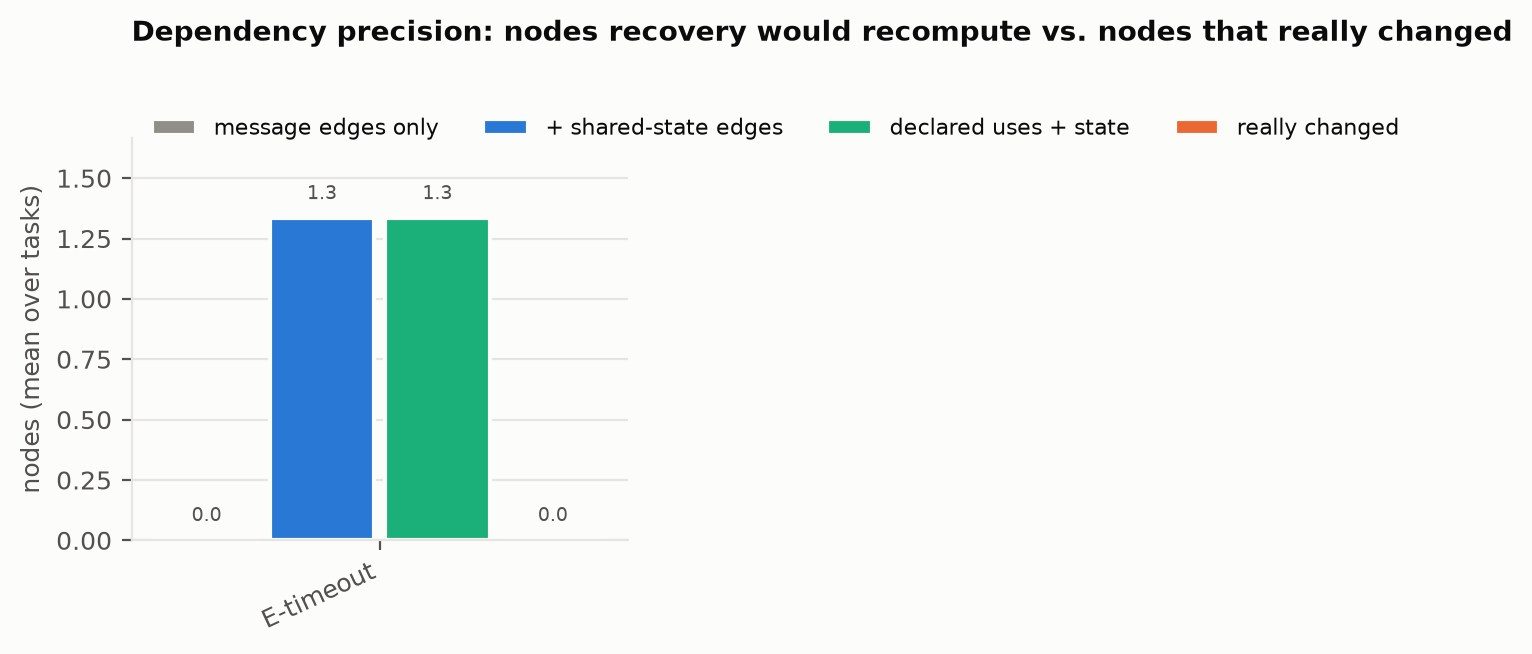 Dependency precision: nodes recovery would recompute vs. nodes that really changed
message edges only
+ shared-state edges
declared uses + state
really changed
nodes (mean over tasks)
1.50
1.25
1.00
0.75
0.50
0.25
0.00
0.0
1.3
1.3
0.0
E-timeout